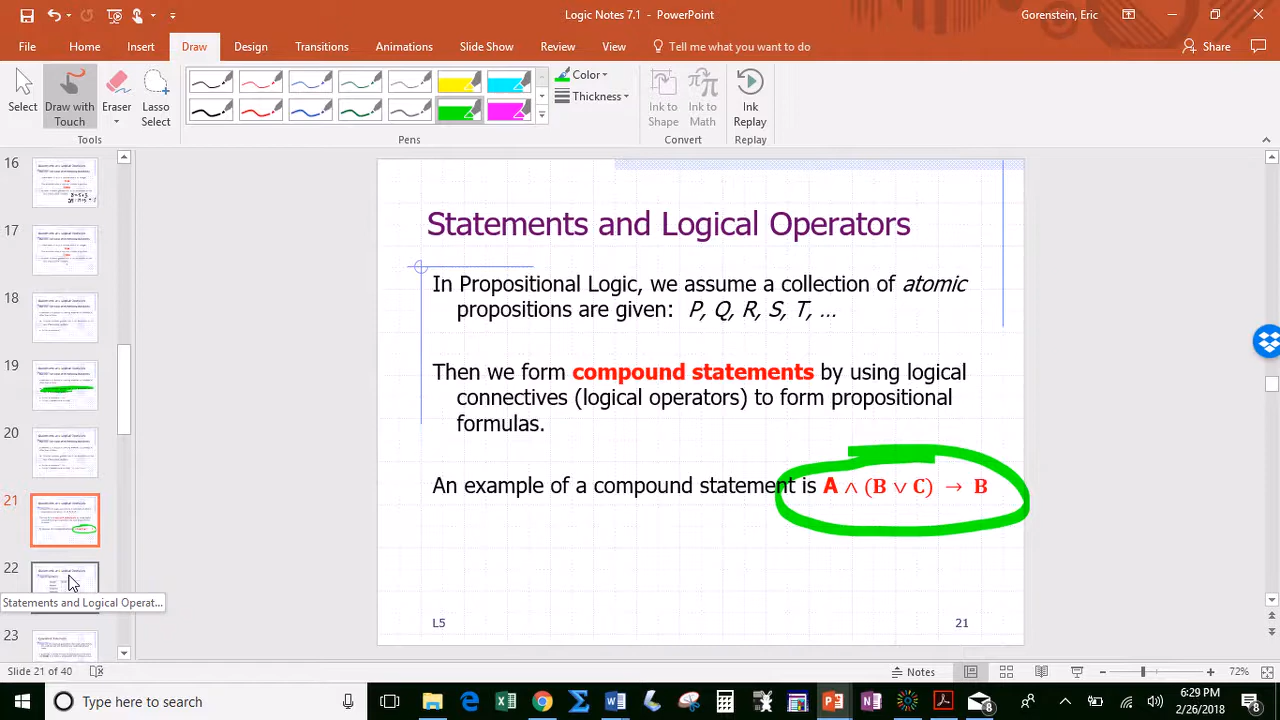 Logic Notes 7.1 - PowerPoint
Gorenstein, Eric
File Home Insert Draw Design Transitions Animations Slide Show Review View Tell me what you want to do Share
Select
Draw with Touch
Eraser
Lasso Select
Color
Thickness
Ink to Shape
Ink to Math
Ink Replay
Tools Pens Convert Replay
16
17
18
19
20
21
22
Statements and Logical Operat...
23
Statements and Logical Operators
In Propositional Logic, we assume a collection of atomic
propositions are given: P, Q, R, S, T, …
Then we form compound statements by using logical
connectives (logical operators) to form propositional
formulas.
An example of a compound statement is A ∧ (B ∨ C) → B
L5 21
Slide 21 of 40 Notes 72%
Type here to search
8
6:29 PM
2/26/2018